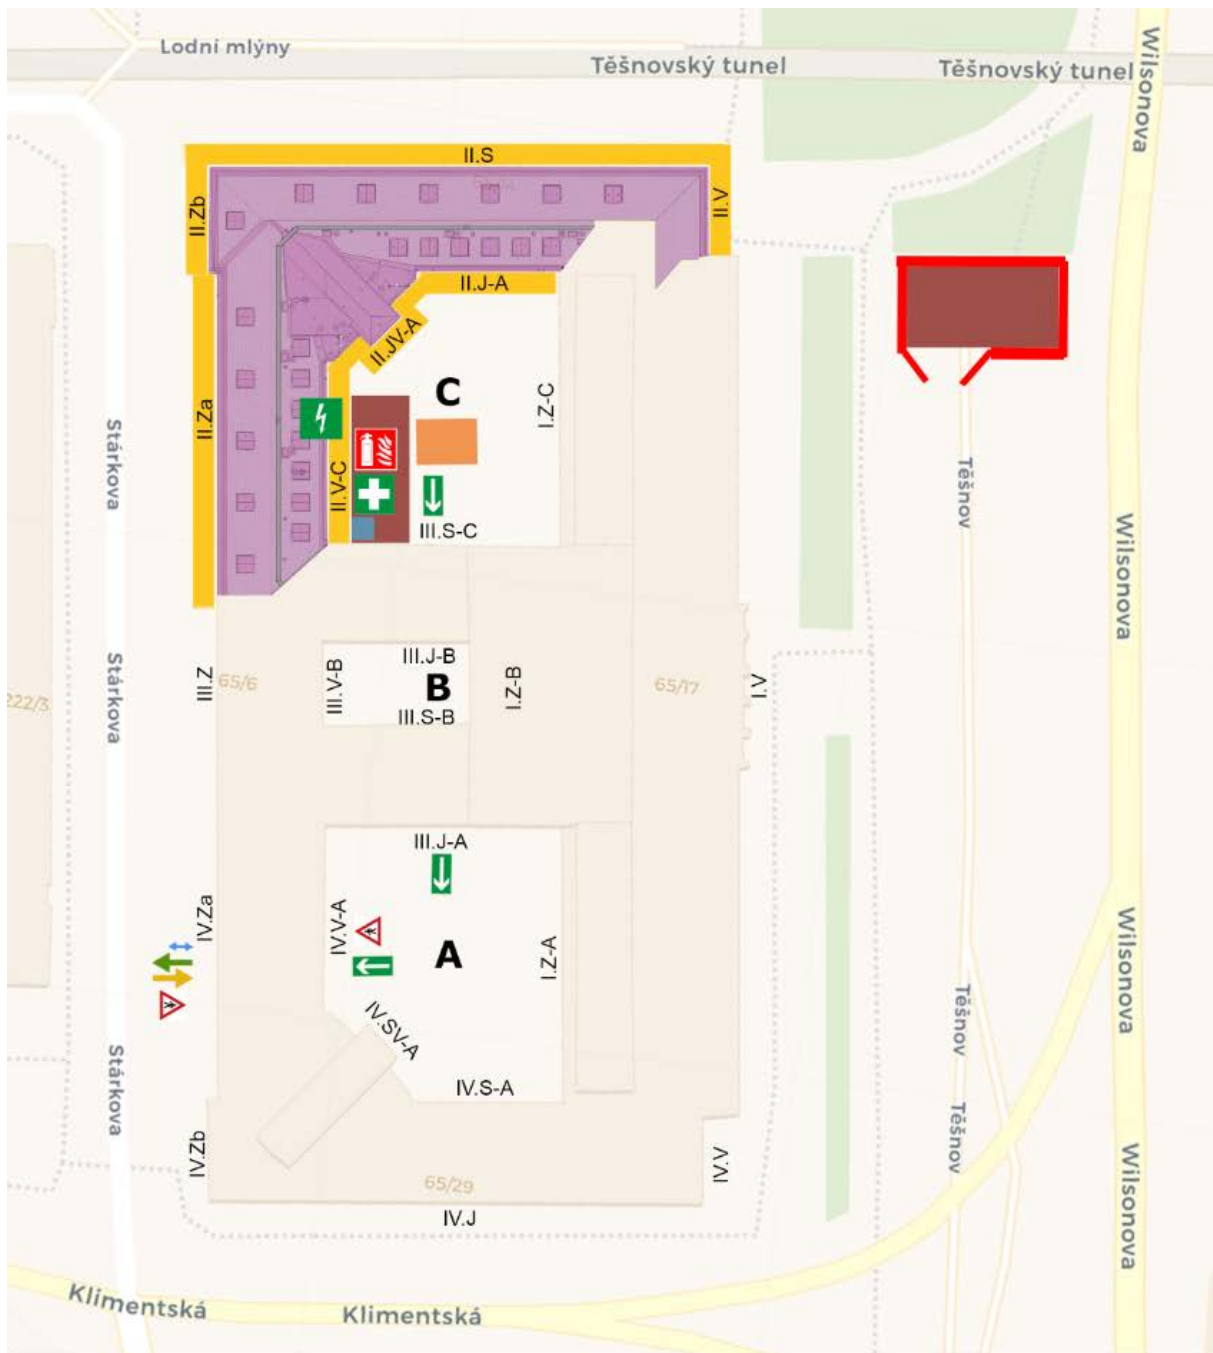 Lodní mlýny
Těšnovský tunel
Těšnovský tunel
Wilsonova
II.S
II.Zb
II.V
II.J-A
II.JV-A
II.Za
C
I.Z-C
Stárkova
II.V-C
III.S-C
Těšnov
Wilsonova
III.J-B
Stárkova
III.Z
65/6
III.V-B
B
I.Z-B
65/17
I.V
222/3
III.S-B
III.J-A
IV.Za
IV.V-A
A
I.Z-A
Wilsonova
Těšnov
IV.SV-A
Stárkova
IV.S-A
Těšnov
IV.Zb
IV.V
65/29
Wilsonova
IV.J
Klimentská
Klimentská